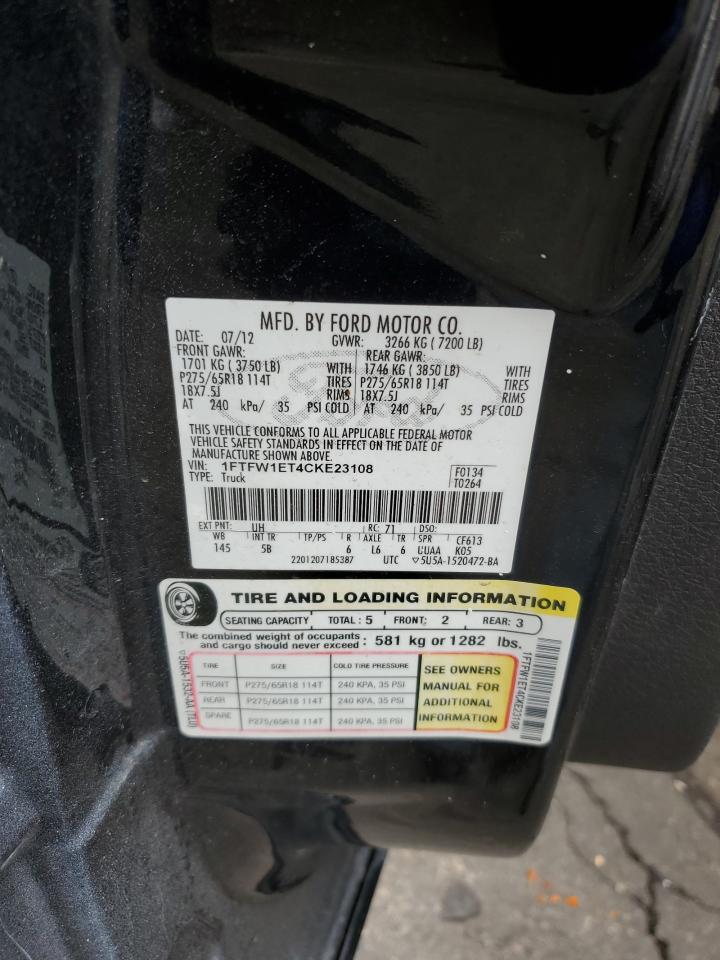 MFD. BY FORD MOTOR CO.
DATE: 07/12 GVWR: 3266 KG ( 7200 LB)
FRONT GAWR: REAR GAWR:
1701 KG ( 3750 LB) WITH 1746 KG ( 3850 LB) WITH
P275/65R18 114T TIRES P275/65R18 114T TIRES
18X7.5J RIMS 18X7.5J RIMS
AT 240 kPa/ 35 PSI COLD AT 240 kPa/ 35 PSI COLD
THIS VEHICLE CONFORMS TO ALL APPLICABLE FEDERAL MOTOR
VEHICLE SAFETY STANDARDS IN EFFECT ON THE DATE OF
MANUFACTURE SHOWN ABOVE.
VIN: 1FTFW1ET4CKE23108 F0134
TYPE: Truck T0264
EXT PNT: UH RC: 71 DSO:
WB INT TR TP/PS R AXLE TR SPR CF613
145 5B 6 L6 6 UUAA K05
2201207185387 UTC ▽5U5A-1520472-BA
TIRE AND LOADING INFORMATION
SEATING CAPACITY TOTAL: 5 FRONT: 2 REAR: 3
The combined weight of occupants and cargo should never exceed: 581 kg or 1282 lbs.
TIRE SIZE COLD TIRE PRESSURE
FRONT P275/65R18 114T 240 KPA, 35 PSI
REAR P275/65R18 114T 240 KPA, 35 PSI
SPARE P275/65R18 114T 240 KPA, 35 PSI
SEE OWNERS
MANUAL FOR
ADDITIONAL
INFORMATION
▽5U5A-1532-AA (TLU)
1FTFW1ET4CKE23108